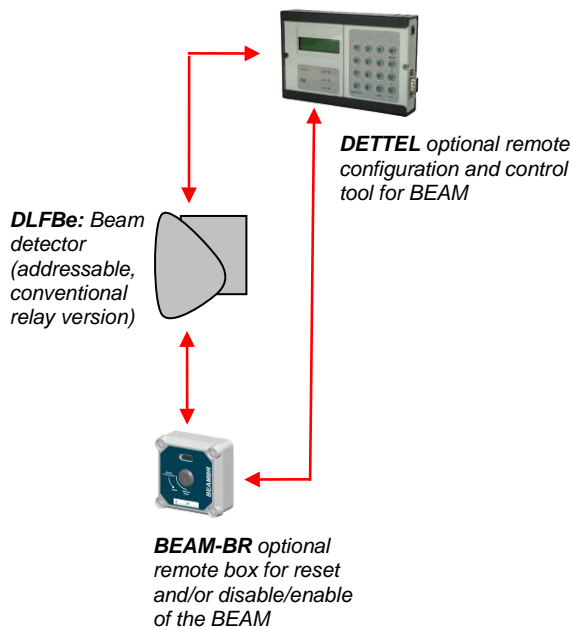 DETTEL optional remote
configuration and control
tool for BEAM
DLFBe: Beam
detector
(addressable,
conventional
relay version)
BEAMBR
BEAM-BR optional
remote box for reset
and/or disable/enable
of the BEAM